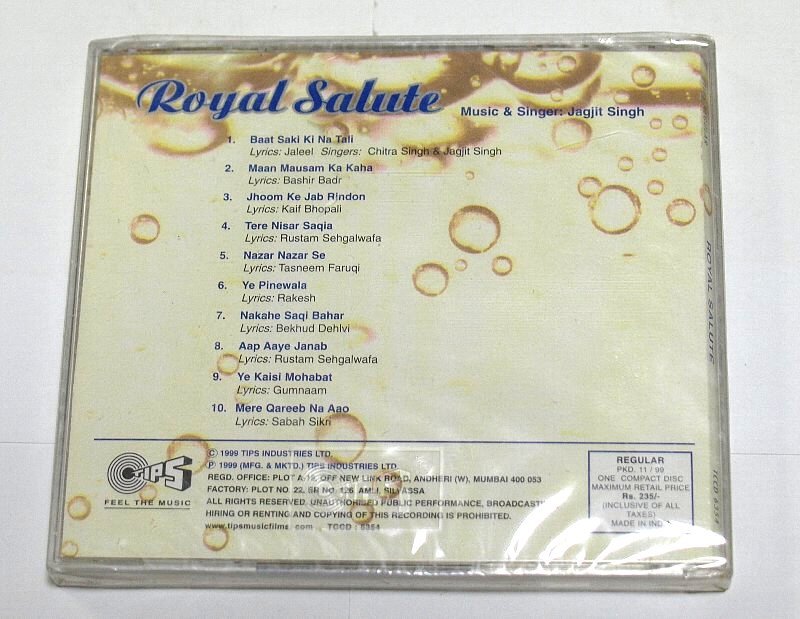 Royal Salute Music & Singer: Jagjit Singh
1. Baat Saki Ki Na Tali
Lyrics: Jaleel Singers: Chitra Singh & Jagjit Singh
2. Maan Mausam Ka Kaha
Lyrics: Bashir Badr
3. Jhoom Ke Jab Rindon
Lyrics: Kaif Bhopali
4. Tere Nisar Saqia
Lyrics: Rustam Sehgalwafa
5. Nazar Nazar Se
Lyrics: Tasneem Faruqi
6. Ye Pinewala
Lyrics: Rakesh
7. Nakahe Saqi Bahar
Lyrics: Bekhud Dehlvi
8. Aap Aaye Janab
Lyrics: Rustam Sehgalwafa
9. Ye Kaisi Mohabat
Lyrics: Gumnaam
10. Mere Qareeb Na Aao
Lyrics: Sabah Sikri
TIPS
FEEL THE MUSIC
© 1999 TIPS INDUSTRIES LTD.
℗ 1999 (MFG. & MKTD.) TIPS INDUSTRIES LTD.
REGD. OFFICE: PLOT OFF NEW LINK ROAD, ANDHERI (W), MUMBAI 400 053
FACTORY: PLOT NO. 22, SR NO. 126, AMLI, SILVASSA
ALL RIGHTS RESERVED. UNAUTHORIZED PUBLIC PERFORMANCE,
HIRING OR RENTING AND COPYING OF THIS RECORDING IS PROHIBITED.
www.tipsmusicfilms.com TCCD : 5354
REGULAR
PKD. 11 / 99
ONE COMPACT DISC
MAXIMUM RETAIL PRICE
Rs. 235/-
(INCLUSIVE OF ALL
TAXES)
MADE IN
ROYAL SALUTE
TCCD 5354